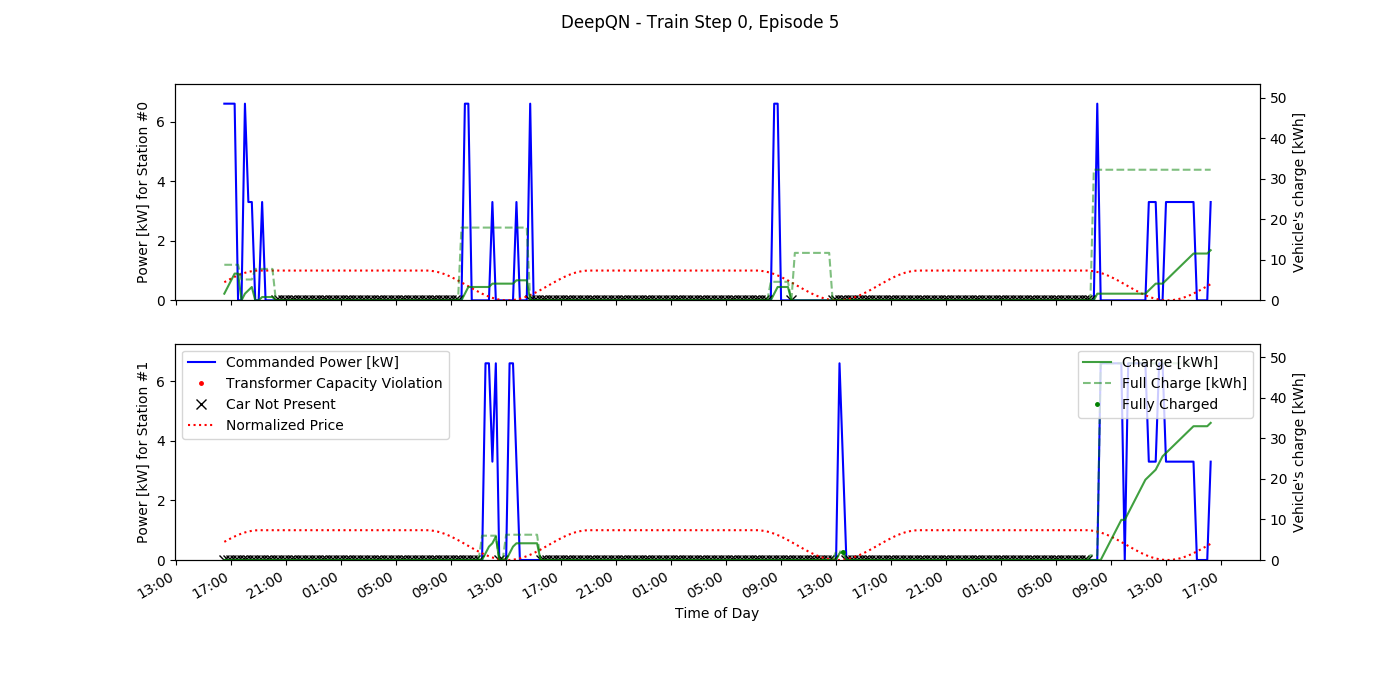 DeepQN - Train Step 0, Episode 5
Power [kW] for Station #0
0
2
4
6
0
10
20
30
40
50
Vehicle's charge [kWh]
Power [kW] for Station #1
0
2
4
6
Commanded Power [kW]
Transformer Capacity Violation
Car Not Present
Normalized Price
Charge [kWh]
Full Charge [kWh]
Fully Charged
0
10
20
30
40
50
Vehicle's charge [kWh]
13:00 17:00 21:00 01:00 05:00 09:00 13:00 17:00 21:00 01:00 05:00 09:00 13:00 17:00 21:00 01:00 05:00 09:00 13:00 17:00
Time of Day